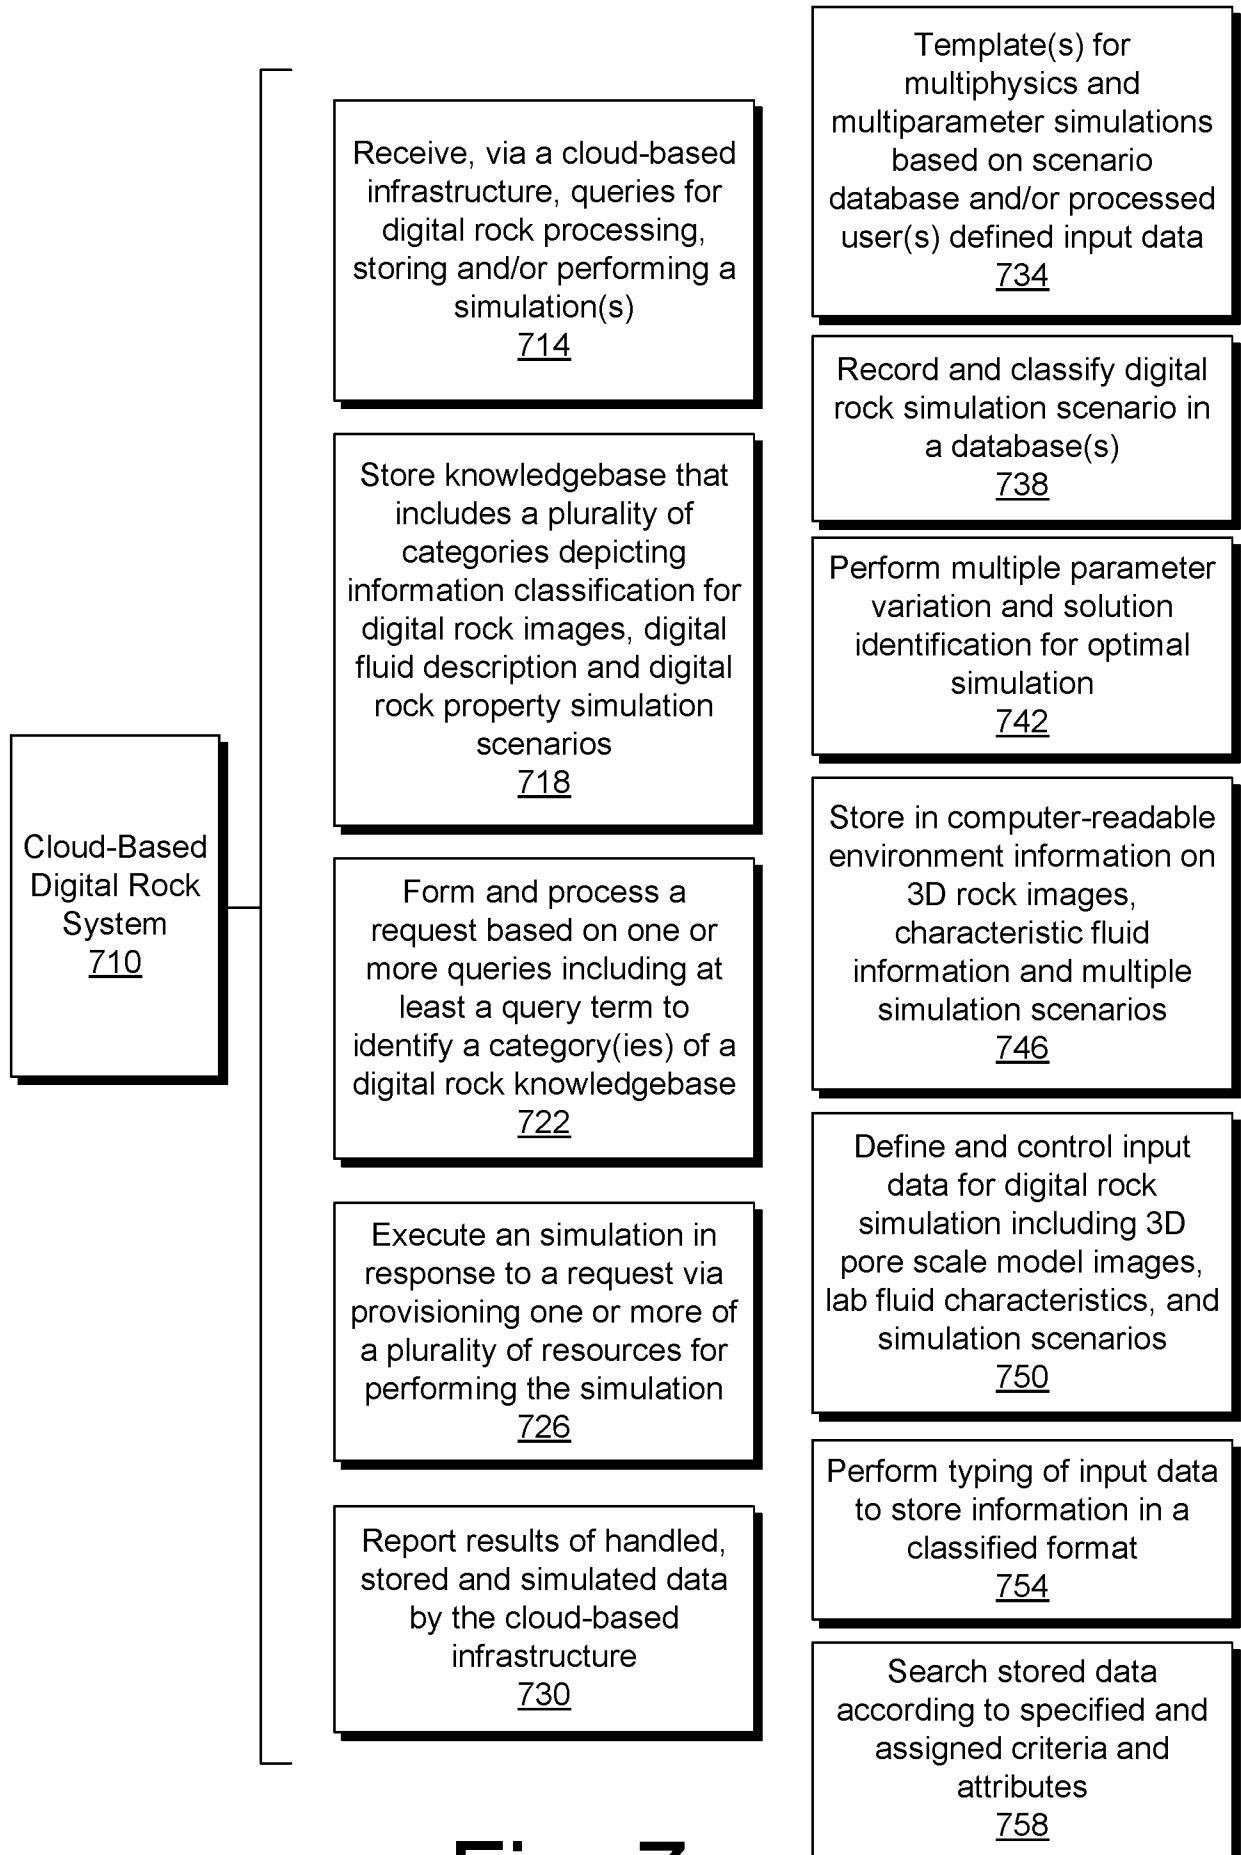 Cloud-Based
Digital Rock
System
710
Receive, via a cloud-based
infrastructure, queries for
digital rock processing,
storing and/or performing a
simulation(s)
714
Store knowledgebase that
includes a plurality of
categories depicting
information classification for
digital rock images, digital
fluid description and digital
rock property simulation
scenarios
718
Form and process a
request based on one or
more queries including at
least a query term to
identify a category(ies) of a
digital rock knowledgebase
722
Execute an simulation in
response to a request via
provisioning one or more of
a plurality of resources for
performing the simulation
726
Report results of handled,
stored and simulated data
by the cloud-based
infrastructure
730
Template(s) for
multiphysics and
multiparameter simulations
based on scenario
database and/or processed
user(s) defined input data
734
Record and classify digital
rock simulation scenario in
a database(s)
738
Perform multiple parameter
variation and solution
identification for optimal
simulation
742
Store in computer-readable
environment information on
3D rock images,
characteristic fluid
information and multiple
simulation scenarios
746
Define and control input
data for digital rock
simulation including 3D
pore scale model images,
lab fluid characteristics, and
simulation scenarios
750
Perform typing of input data
to store information in a
classified format
754
Search stored data
according to specified and
assigned criteria and
attributes
758